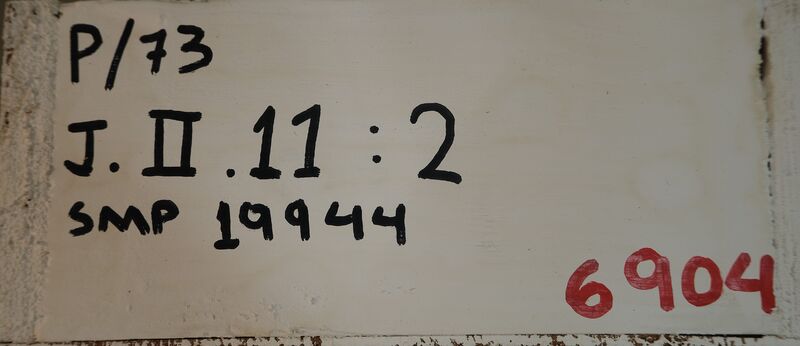 P/73
J. II .11 : 2
SMP 19944
6904